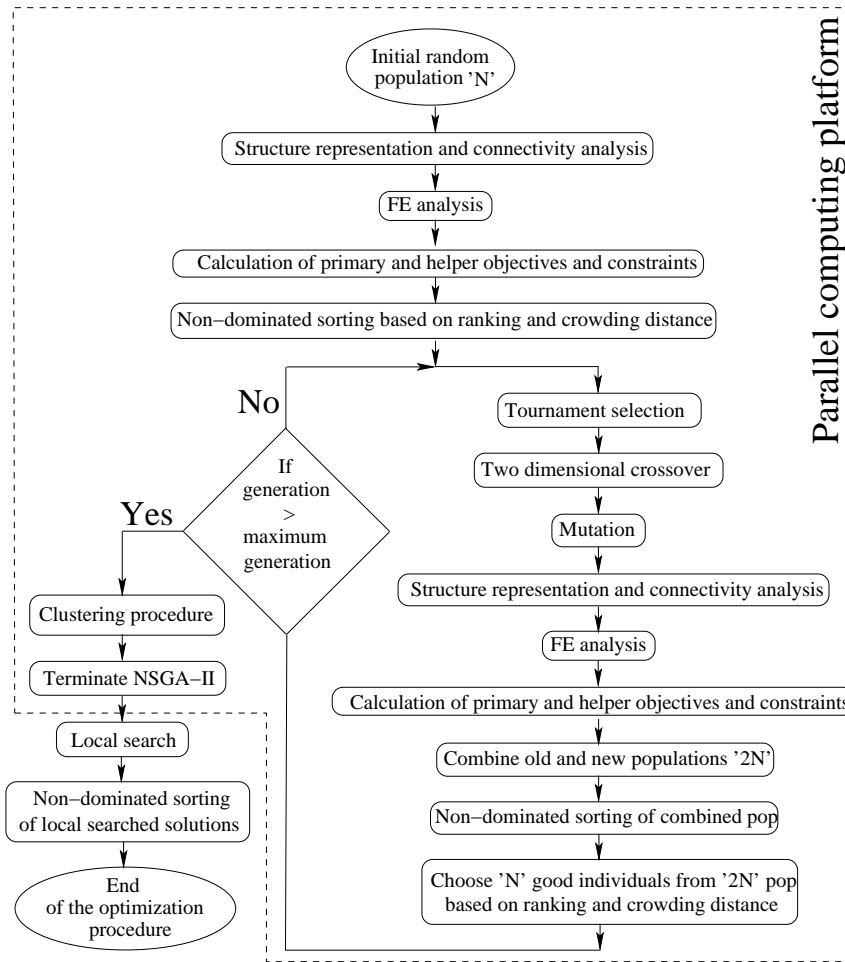 Initial random
population 'N'
Structure representation and connectivity analysis
FE analysis
Calculation of primary and helper objectives and constraints
Non−dominated sorting based on ranking and crowding distance
Parallel computing platform
No
Yes
If
generation
>
maximum
generation
Tournament selection
Two dimensional crossover
Mutation
Structure representation and connectivity analysis
FE analysis
Calculation of primary and helper objectives and constraints
Combine old and new populations '2N'
Non−dominated sorting of combined pop
Choose 'N' good individuals from '2N' pop
based on ranking and crowding distance
Clustering procedure
Terminate NSGA−II
Local search
Non−dominated sorting
of local searched solutions
End
of the optimization
procedure